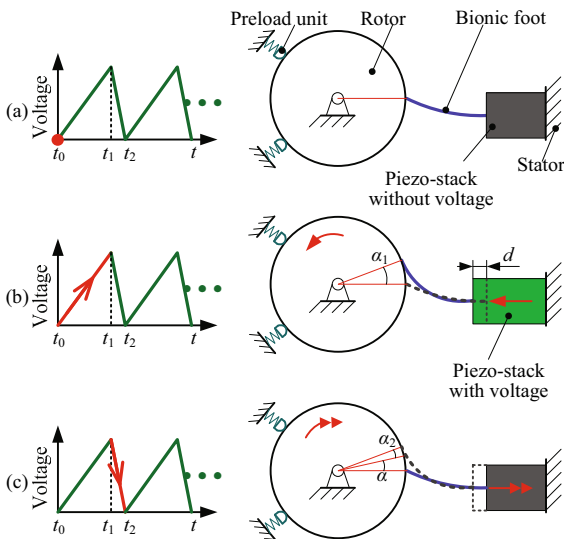 Preload unit
Rotor
Bionic foot
(a)
Voltage
t0
t1
t2
t
Piezo-stack
without voltage
Stator
(b)
Voltage
t0
t1
t2
t
α1
d
Piezo-stack
with voltage
(c)
Voltage
t0
t1
t2
t
α2
α